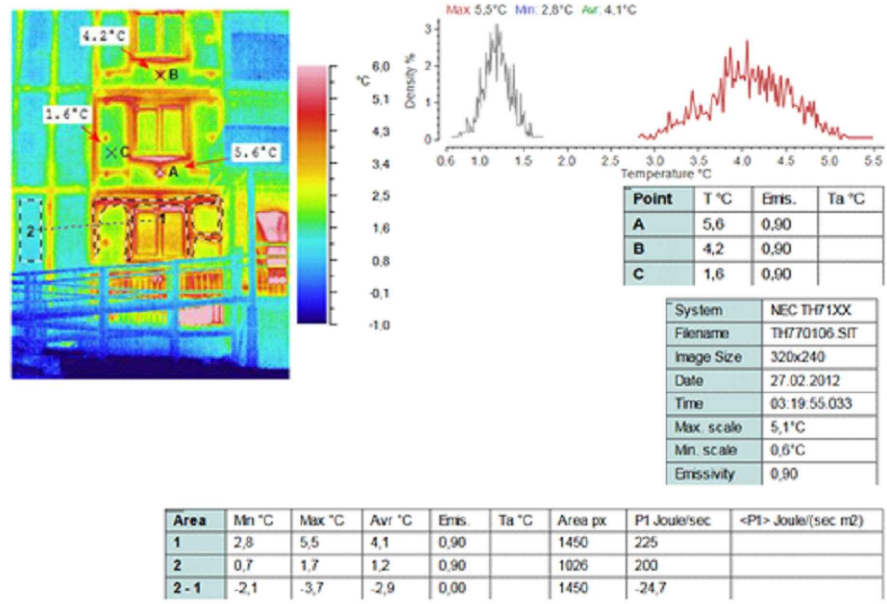 4.2°C
B
1.6°C
C
5.6°C
A
1
2
6,0
°C
5,1
4,3
3,4
2,5
1,6
0,8
-0,1
-1,0
Max: 5,5°C Min: 2,8°C Avr: 4,1°C
Density %
3
2
1
0
0.6 1.0 1.5 2.0 2.5 3.0 3.5 4.0 4.5 5.0 5.5
Temperature °C
Point T °C Emis. Ta °C
A 5,6 0,90
B 4,2 0,90
C 1,6 0,90
System NEC TH71XX
Filename TH770106.SIT
Image Size 320x240
Date 27.02.2012
Time 03:19:55.033
Max. scale 5,1°C
Min. scale 0,6°C
Emissivity 0,90
Area Min °C Max °C Avr °C Emis. Ta °C Area px P1 Joule/sec <P1> Joule/(sec m2)
1 2,8 5,5 4,1 0,90 1450 225
2 0,7 1,7 1,2 0,90 1026 200
2 - 1 -2,1 -3,7 -2,9 0,00 1450 -24,7